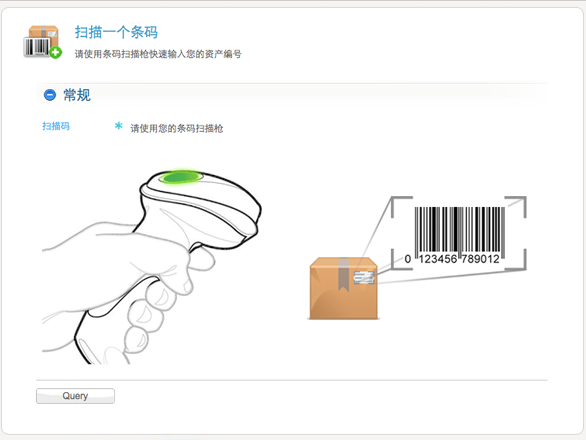 扫描一个条码
请使用条码扫描枪快速输入您的资产编号
常规
扫描码 * 请使用您的条码扫描枪
0 123456 789012
Query